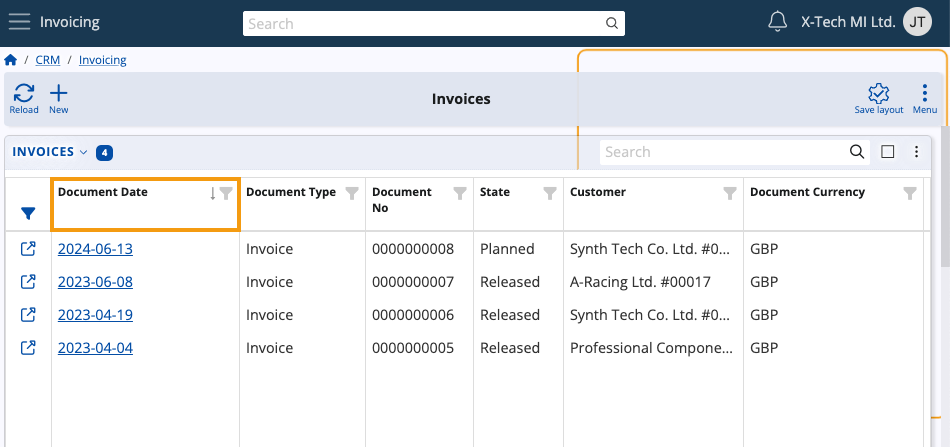 Invoicing Search X-Tech MI Ltd. JT
/ CRM / Invoicing
Reload New Invoices Save layout Menu
INVOICES 4 Search
Document Date Document Type Document No State Customer Document Currency
2024-06-13 Invoice 0000000008 Planned Synth Tech Co. Ltd. #0... GBP
2023-06-08 Invoice 0000000007 Released A-Racing Ltd. #00017 GBP
2023-04-19 Invoice 0000000006 Released Synth Tech Co. Ltd. #0... GBP
2023-04-04 Invoice 0000000005 Released Professional Compone... GBP